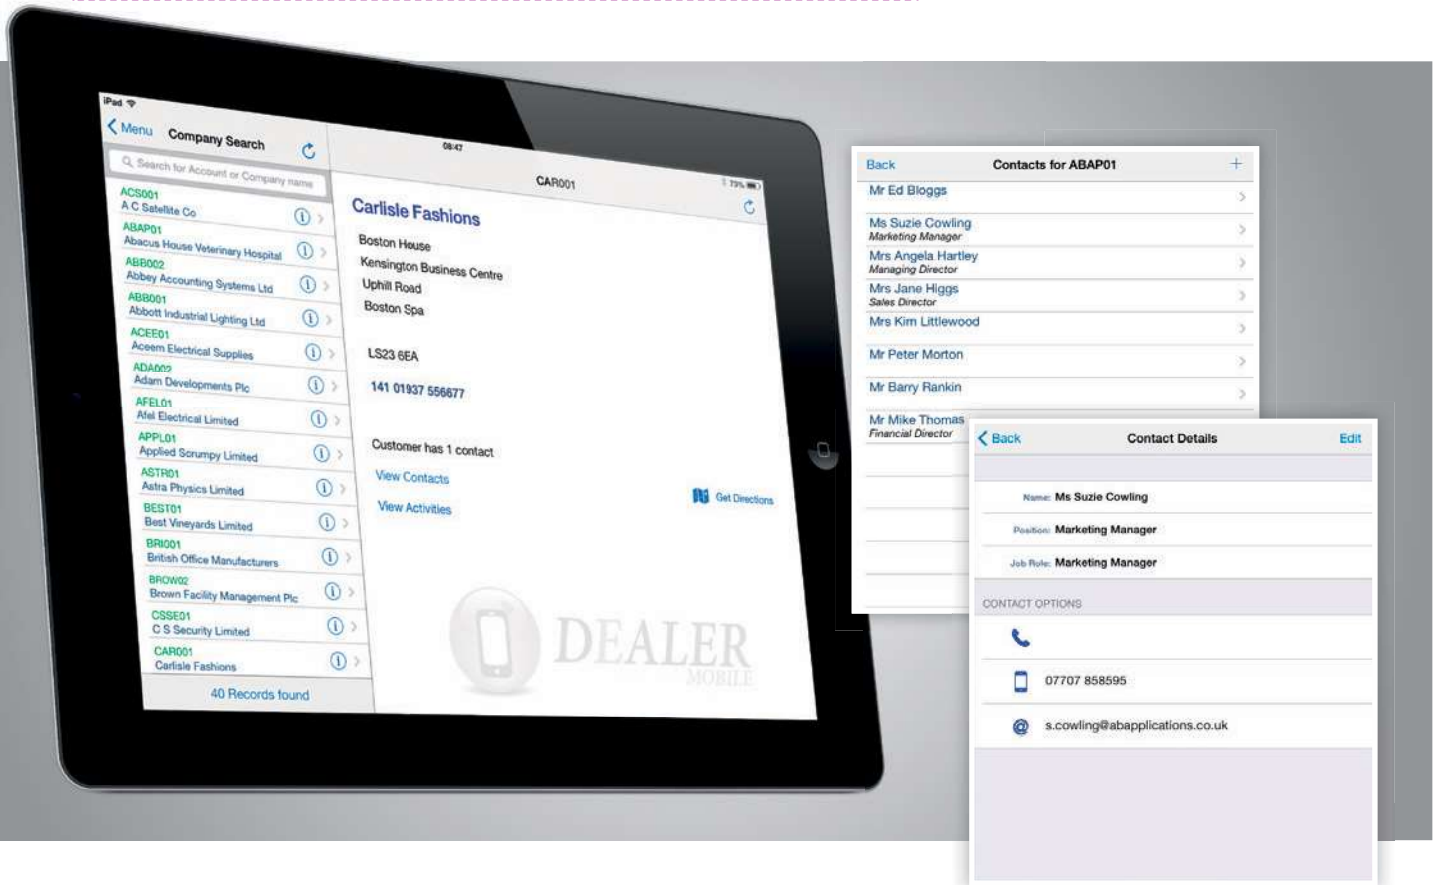 iPad
Menu
Company Search
Search for Account or Company name
ACS001
A C Satellite Co
ABAP01
Abacus House Veterinary Hospital
ABB002
Abbey Accounting Systems Ltd
ABB001
Abbott Industrial Lighting Ltd
ACEE01
Aceem Electrical Supplies
ADA002
Adam Developments Plc
AFEL01
Afel Electrical Limited
APPL01
Applied Scrumpy Limited
ASTR01
Astra Physics Limited
BEST01
Best Vineyards Limited
BRI001
British Office Manufacturers
BROW02
Brown Facility Management Plc
CSSE01
C S Security Limited
CAR001
Carlisle Fashions
40 Records found
08:47
73%
CAR001
Carlisle Fashions
Boston House
Kensington Business Centre
Uphill Road
Boston Spa
LS23 6EA
141 01937 556677
Customer has 1 contact
View Contacts
View Activities
Get Directions
DEALER
MOBILE
Back
Contacts for ABAP01
+
Mr Ed Bloggs
Ms Suzie Cowling
Marketing Manager
Mrs Angela Hartley
Managing Director
Mrs Jane Higgs
Sales Director
Mrs Kim Littlewood
Mr Peter Morton
Mr Barry Rankin
Mr Mike Thomas
Financial Director
Back
Contact Details
Edit
Name: Ms Suzie Cowling
Position: Marketing Manager
Job Role: Marketing Manager
CONTACT OPTIONS
07707 858595
@ s.cowling@abapplications.co.uk